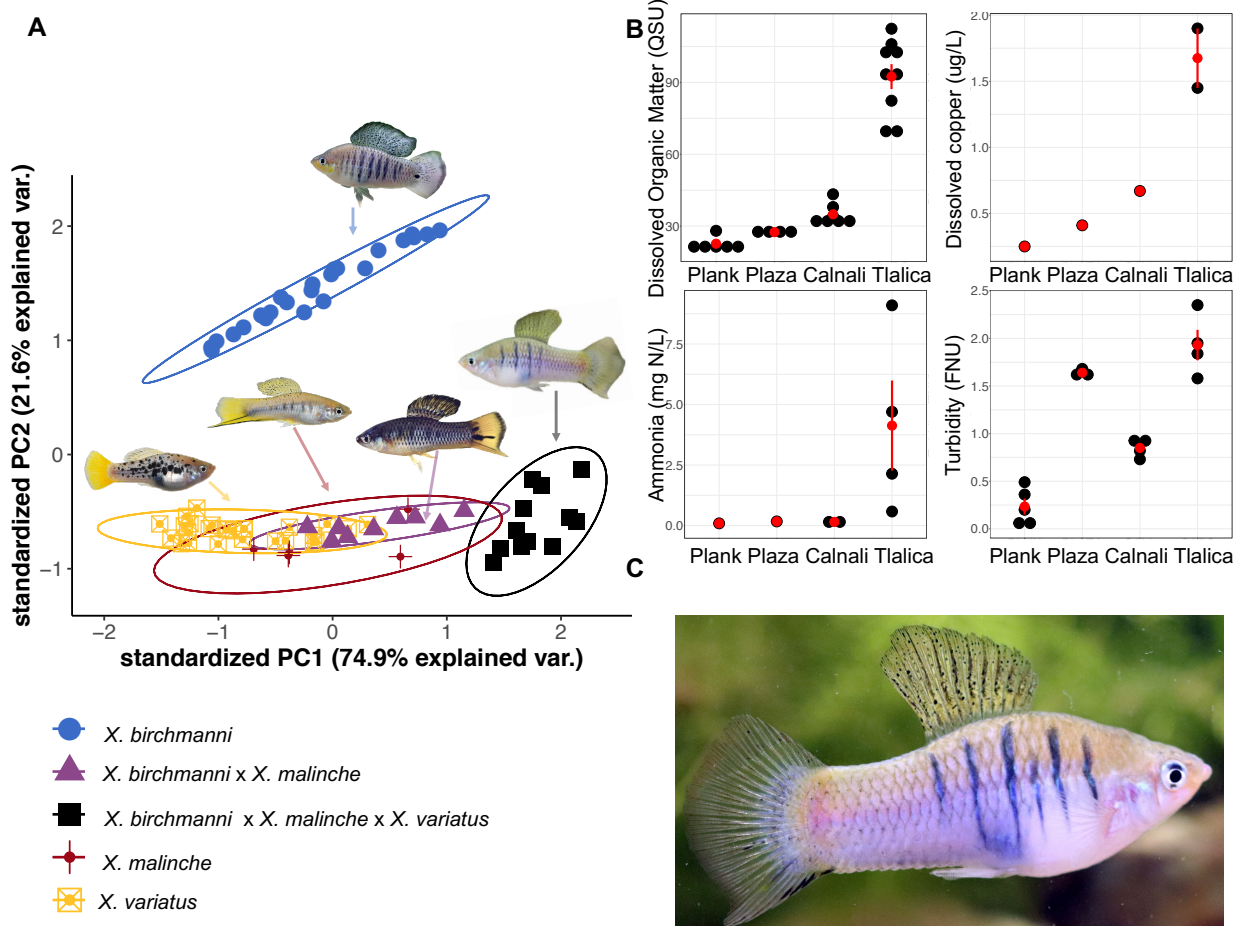 A
standardized PC2 (21.6% explained var.)
2
1
0
−1
−2
−1
0
1
2
standardized PC1 (74.9% explained var.)
X. birchmanni
X. birchmanni x X. malinche
X. birchmanni x X. malinche x X. variatus
X. malinche
X. variatus
B
Dissolved Organic Matter (QSU)
90
60
30
Plank Plaza Calnali Tlalica
Dissolved copper (ug/L)
2.0
1.5
1.0
0.5
Plank Plaza Calnali Tlalica
Ammonia (mg N/L)
7.5
5.0
2.5
0.0
Plank Plaza Calnali Tlalica
Turbidity (FNU)
2.5
2.0
1.5
1.0
0.5
0.0
Plank Plaza Calnali Tlalica
C